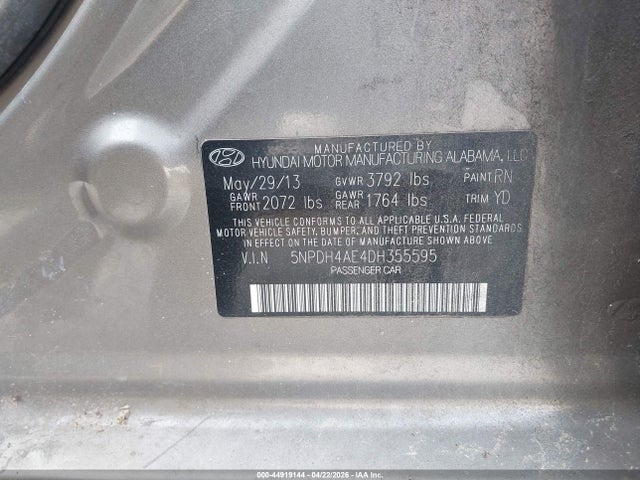 MANUFACTURED BY
HYUNDAI MOTOR MANUFACTURING ALABAMA, LLC
May/29/13 GVWR 3792 lbs PAINT RN
GAWR FRONT 2072 lbs GAWR REAR 1764 lbs TRIM YD
THIS VEHICLE CONFORMS TO ALL APPLICABLE U.S.A. FEDERAL
MOTOR VEHICLE SAFETY, BUMPER, AND THEFT PREVENTION STANDARDS
IN EFFECT ON THE DATE OF MANUFACTURE SHOWN ABOVE.
V.I.N 5NPDH4AE4DH355595
PASSENGER CAR
000-44919144 - 04/22/2026 - IAA Inc.